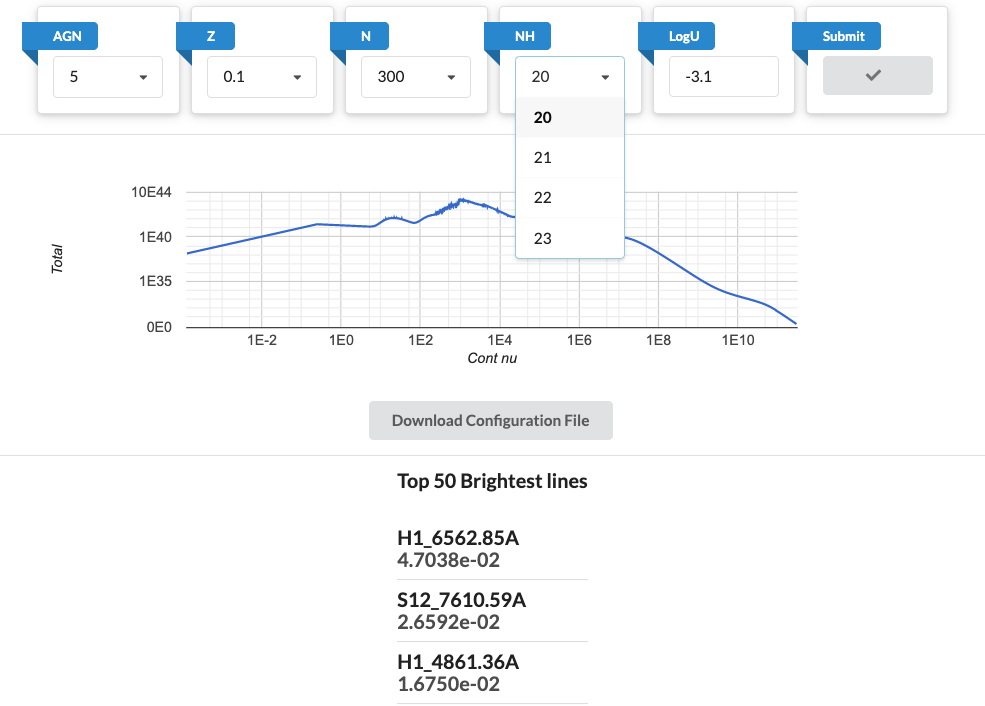 AGN
Z
N
NH
LogU
Submit
5
0.1
300
20
-3.1
20
21
22
23
10E44
1E40
1E35
0E0
Total
1E-2
1E0
1E2
1E4
1E6
1E8
1E10
Cont nu
Download Configuration File
Top 50 Brightest lines
H1_6562.85A
4.7038e-02
S12_7610.59A
2.6592e-02
H1_4861.36A
1.6750e-02